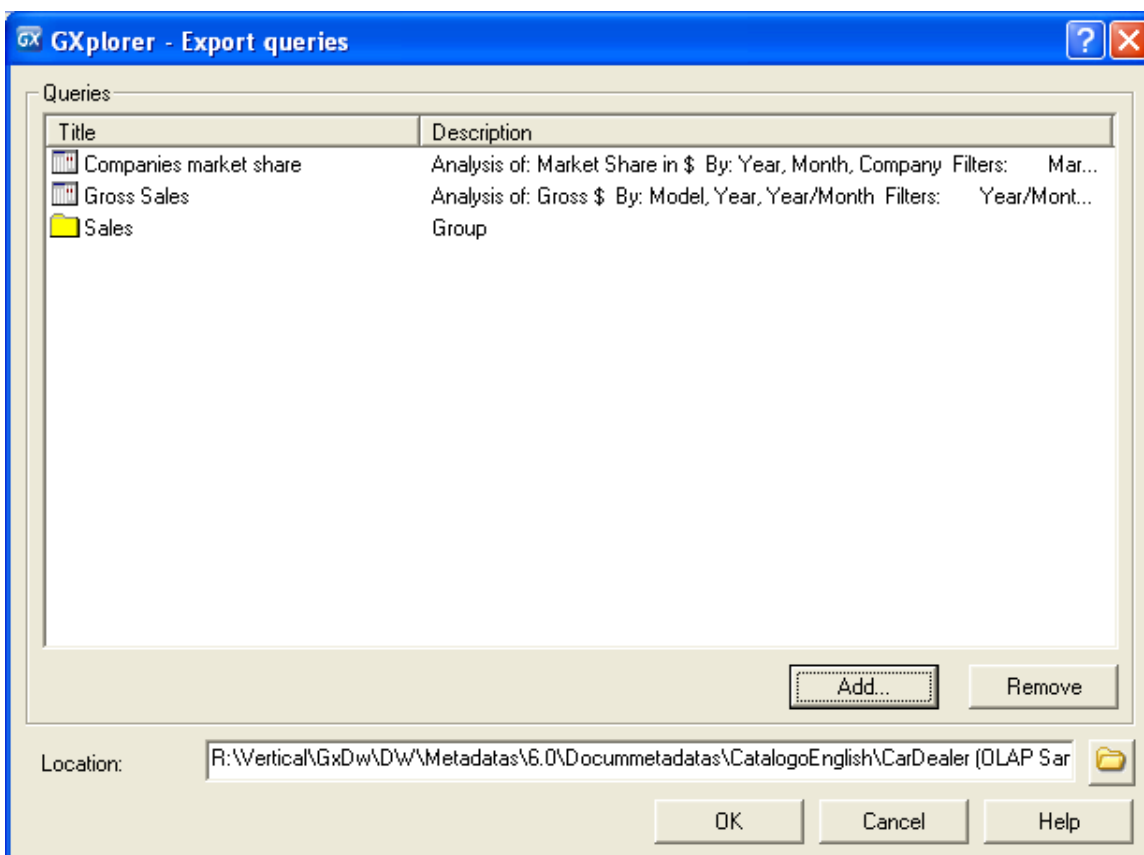 GX GXplorer - Export queries
Queries
Title Description
Companies market share Analysis of: Market Share in $ By: Year, Month, Company Filters: Mar...
Gross Sales Analysis of: Gross $ By: Model, Year, Year/Month Filters: Year/Mont...
Sales Group
Add... Remove
Location: R:\Vertical\GxDw\DW\Metadatas\6.0\Docummetadatas\CatalogoEnglish\CarDealer (OLAP Sar
OK Cancel Help